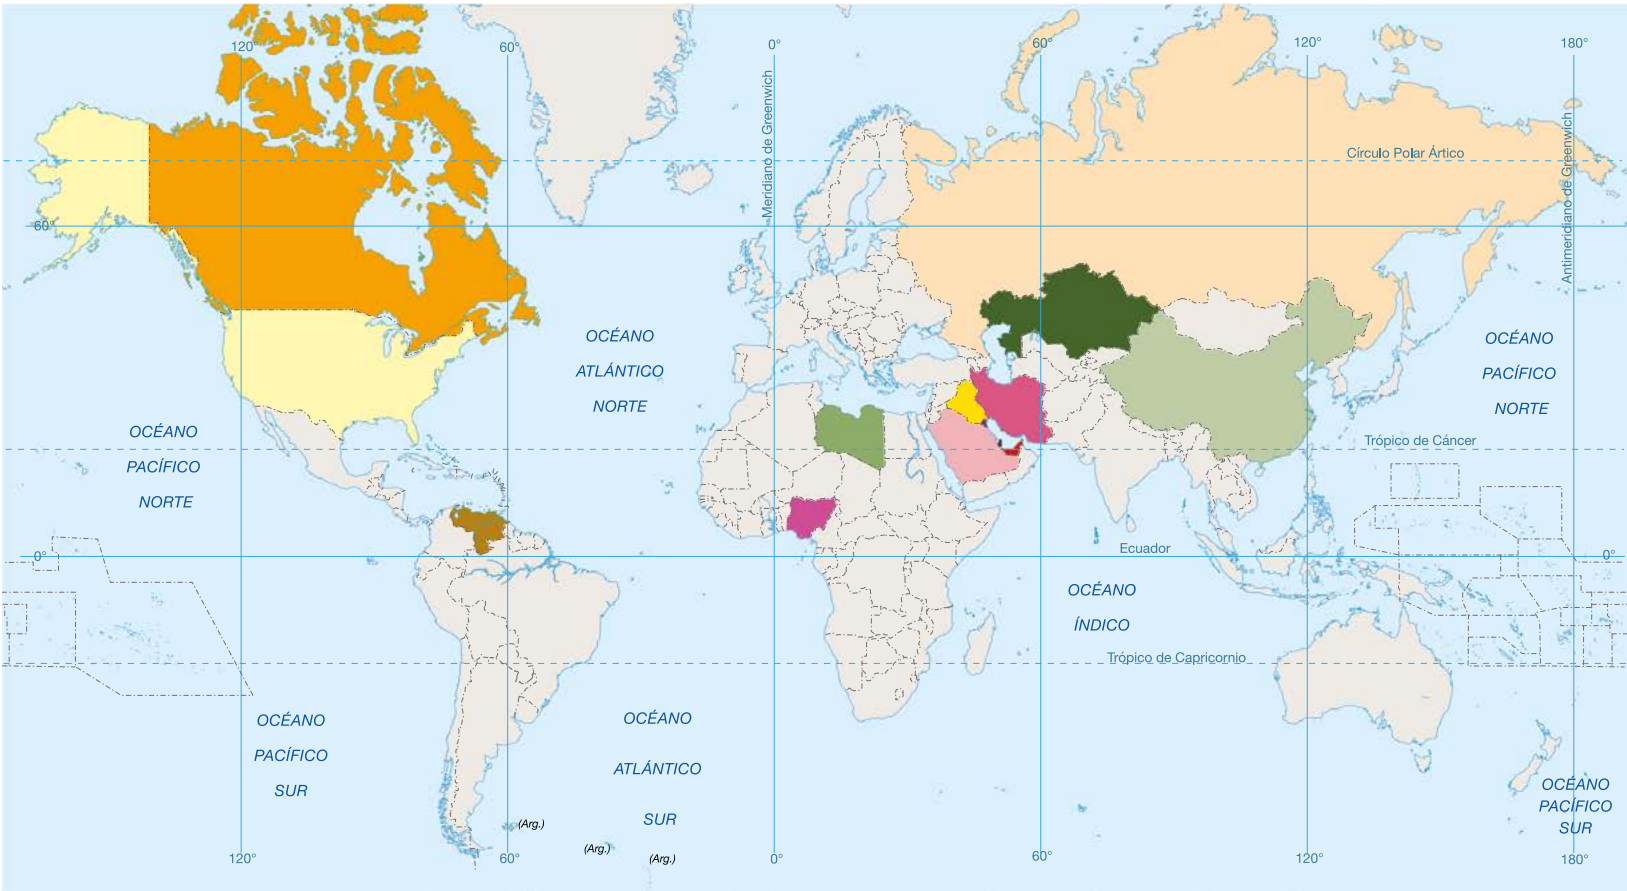 120°
60°
0°
60°
120°
180°
Meridiano de Greenwich
Antimeridiano de Greenwich
Círculo Polar Ártico
60°
OCÉANO
ATLÁNTICO
NORTE
OCÉANO
PACÍFICO
NORTE
OCÉANO
PACÍFICO
NORTE
Trópico de Cáncer
Ecuador
0°
0°
OCÉANO
ÍNDICO
Trópico de Capricornio
OCÉANO
PACÍFICO
SUR
OCÉANO
ATLÁNTICO
SUR
OCÉANO
PACÍFICO
SUR
(Arg.)
(Arg.)
(Arg.)
120°
60°
0°
60°
120°
180°